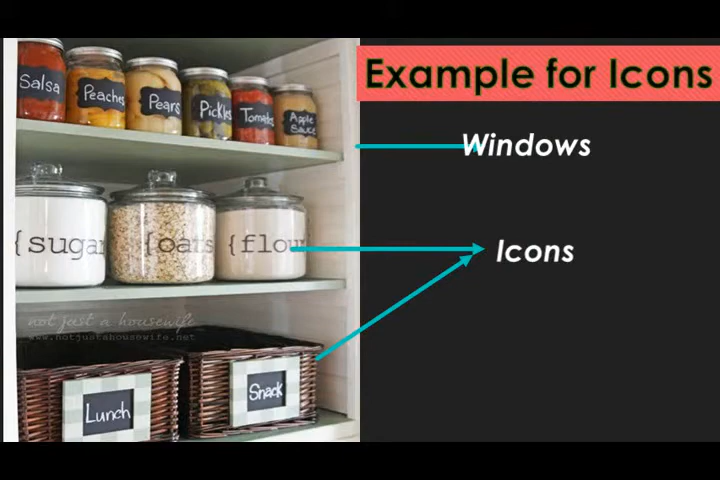 Example for Icons
Windows
Icons
Salsa
Peaches
Pears
Pickles
Tomatoes
Apple
Sauce
{sugar
{oats
{flour
not just a housewife
www.notjustahousewife.net
Lunch
Snack